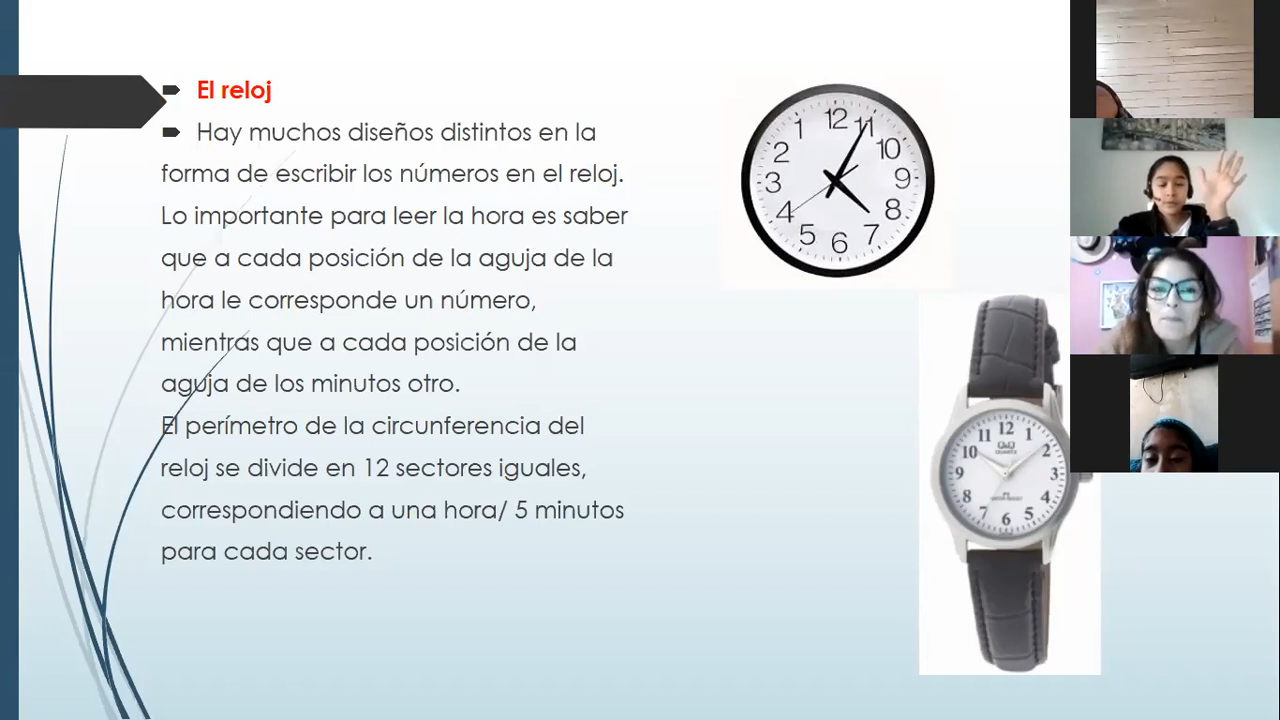 El reloj
Hay muchos diseños distintos en la
forma de escribir los números en el reloj.
Lo importante para leer la hora es saber
que a cada posición de la aguja de la
hora le corresponde un número,
mientras que a cada posición de la
aguja de los minutos otro.
El perímetro de la circunferencia del
reloj se divide en 12 sectores iguales,
correspondiendo a una hora/ 5 minutos
para cada sector.
12
11
10
9
8
7
6
5
4
3
2
1
12
1
2
3
4
5
6
7
8
9
10
11
Q&Q
QUARTZ